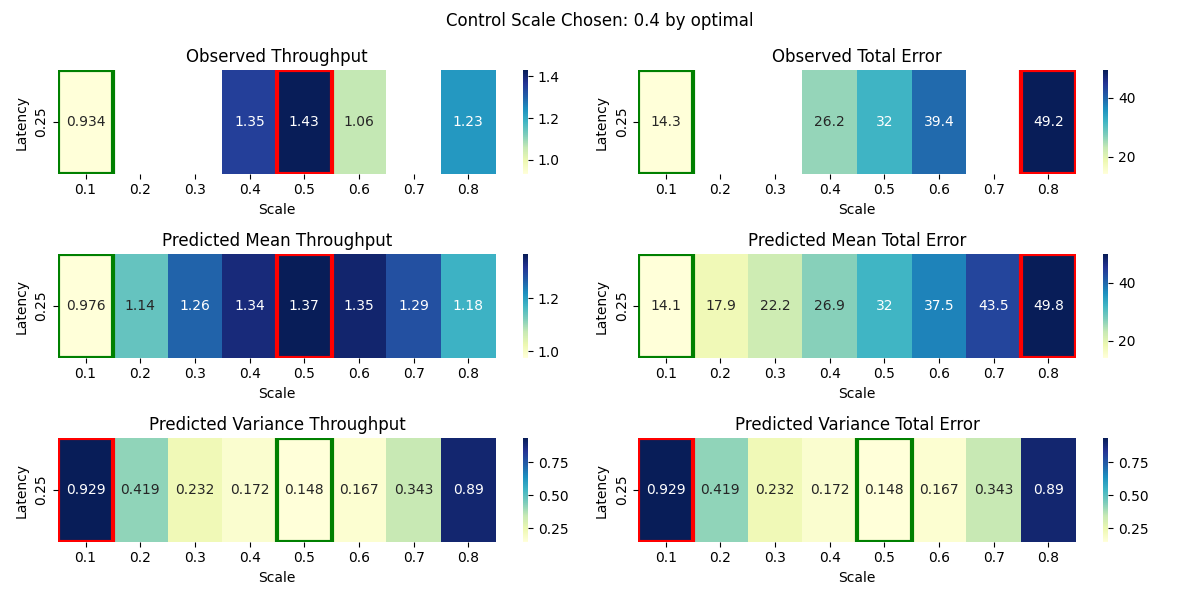 Control Scale Chosen: 0.4 by optimal
Observed Throughput
Latency
0.25
0.934 1.35 1.43 1.06 1.23
1.4
1.2
1.0
0.1 0.2 0.3 0.4 0.5 0.6 0.7 0.8
Scale
Observed Total Error
Latency
0.25
14.3 26.2 32 39.4 49.2
40
20
0.1 0.2 0.3 0.4 0.5 0.6 0.7 0.8
Scale
Predicted Mean Throughput
Latency
0.25
0.976 1.14 1.26 1.34 1.37 1.35 1.29 1.18
1.2
1.0
0.1 0.2 0.3 0.4 0.5 0.6 0.7 0.8
Scale
Predicted Mean Total Error
Latency
0.25
14.1 17.9 22.2 26.9 32 37.5 43.5 49.8
40
20
0.1 0.2 0.3 0.4 0.5 0.6 0.7 0.8
Scale
Predicted Variance Throughput
Latency
0.25
0.929 0.419 0.232 0.172 0.148 0.167 0.343 0.89
0.75
0.50
0.25
0.1 0.2 0.3 0.4 0.5 0.6 0.7 0.8
Scale
Predicted Variance Total Error
Latency
0.25
0.929 0.419 0.232 0.172 0.148 0.167 0.343 0.89
0.75
0.50
0.25
0.1 0.2 0.3 0.4 0.5 0.6 0.7 0.8
Scale